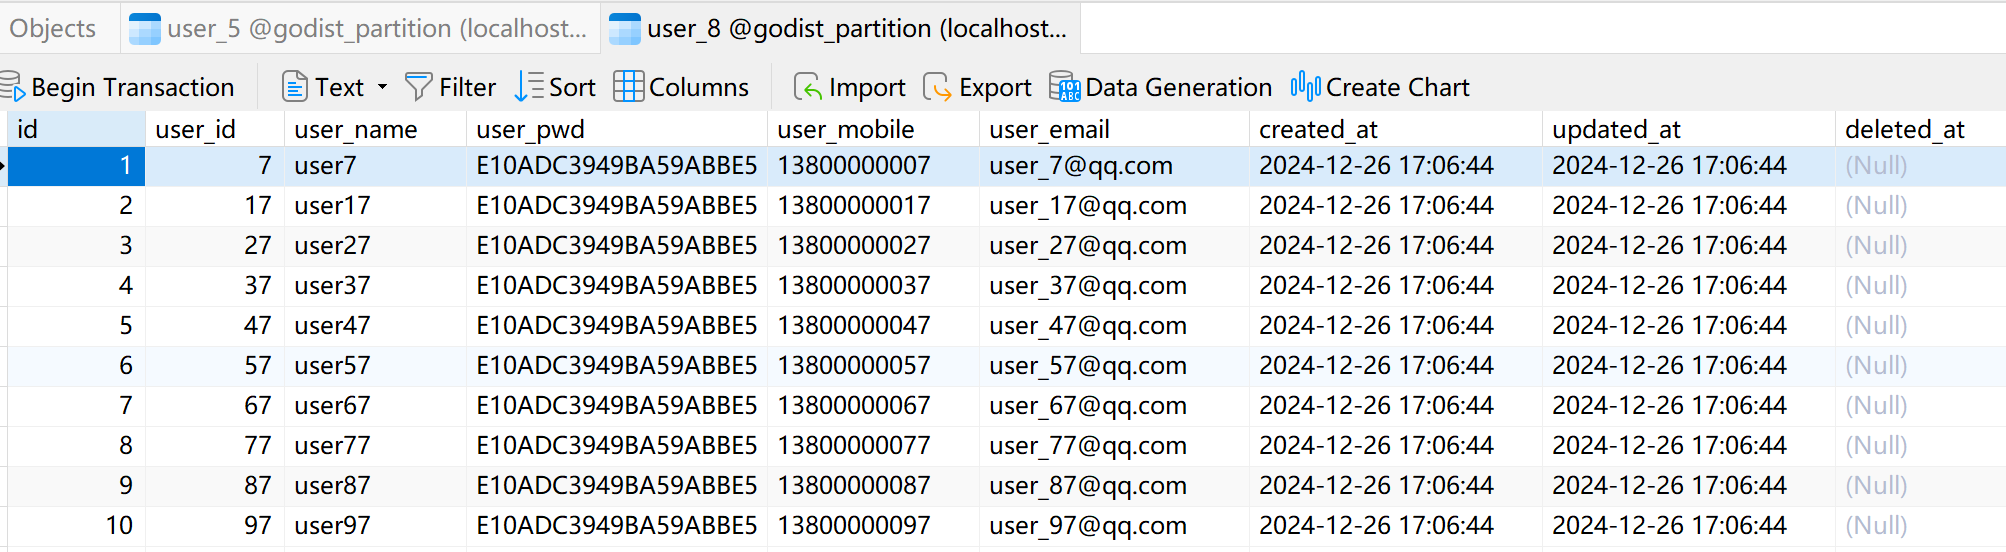 Objects user_5 @godist_partition (localhost... user_8 @godist_partition (localhost...
Begin Transaction Text Filter Sort Columns Import Export Data Generation Create Chart
id user_id user_name user_pwd user_mobile user_email created_at updated_at deleted_at
1 7 user7 E10ADC3949BA59ABBE5 13800000007 user_7@qq.com 2024-12-26 17:06:44 2024-12-26 17:06:44 (Null)
2 17 user17 E10ADC3949BA59ABBE5 13800000017 user_17@qq.com 2024-12-26 17:06:44 2024-12-26 17:06:44 (Null)
3 27 user27 E10ADC3949BA59ABBE5 13800000027 user_27@qq.com 2024-12-26 17:06:44 2024-12-26 17:06:44 (Null)
4 37 user37 E10ADC3949BA59ABBE5 13800000037 user_37@qq.com 2024-12-26 17:06:44 2024-12-26 17:06:44 (Null)
5 47 user47 E10ADC3949BA59ABBE5 13800000047 user_47@qq.com 2024-12-26 17:06:44 2024-12-26 17:06:44 (Null)
6 57 user57 E10ADC3949BA59ABBE5 13800000057 user_57@qq.com 2024-12-26 17:06:44 2024-12-26 17:06:44 (Null)
7 67 user67 E10ADC3949BA59ABBE5 13800000067 user_67@qq.com 2024-12-26 17:06:44 2024-12-26 17:06:44 (Null)
8 77 user77 E10ADC3949BA59ABBE5 13800000077 user_77@qq.com 2024-12-26 17:06:44 2024-12-26 17:06:44 (Null)
9 87 user87 E10ADC3949BA59ABBE5 13800000087 user_87@qq.com 2024-12-26 17:06:44 2024-12-26 17:06:44 (Null)
10 97 user97 E10ADC3949BA59ABBE5 13800000097 user_97@qq.com 2024-12-26 17:06:44 2024-12-26 17:06:44 (Null)